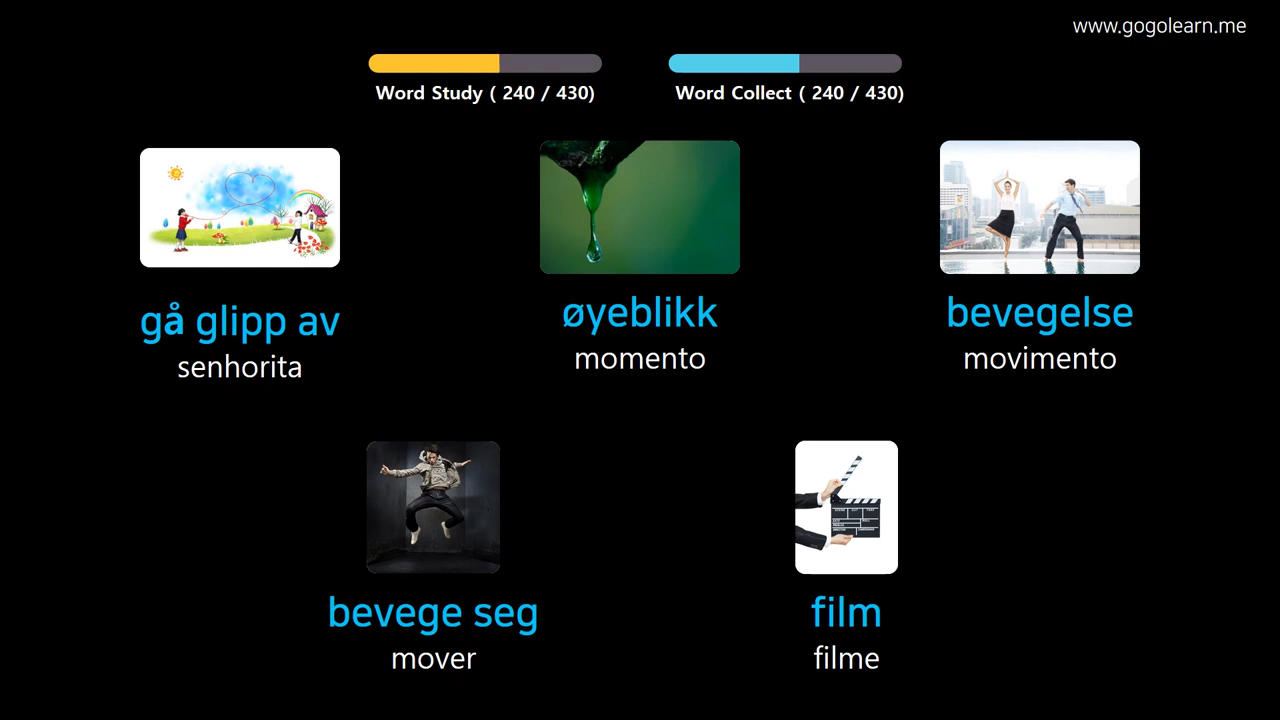 www.gogolearn.me
Word Study ( 240 / 430)
Word Collect ( 240 / 430)
gå glipp av
senhorita
øyeblikk
momento
bevegelse
movimento
bevege seg
mover
film
filme